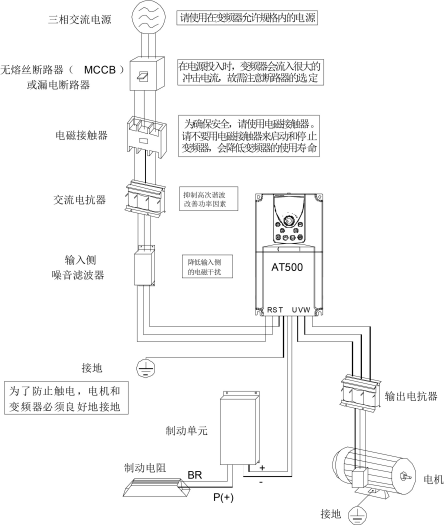 三相交流电源
请使用在变频器允许规格内的电源
无熔丝断路器（ MCCB ）
或漏电断路器
在电源投入时，变频器会流入很大的
冲击电流，故需注意断路器的选定
电磁接触器
为确保安全，请使用电磁接触器。
请不要用电磁接触器来启动和停止
变频器，会降低变频器的使用寿命
交流电抗器
抑制高次谐波
改善功率因素
输入侧
噪音滤波器
降低输入侧
的电磁干扰
AT500
RST UVW
接地
为了防止触电，电机和
变频器必须良好地接地
输出电抗器
制动单元
制动电阻
BR
P(+)
+
-
电机
接地